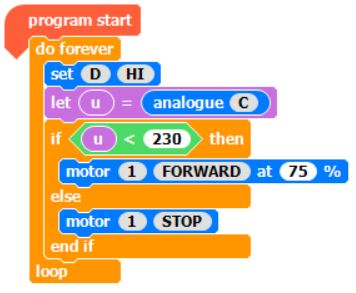 program start
do forever
set D HI
let u = analogue C
if u < 230 then
motor 1 FORWARD at 75 %
else
motor 1 STOP
end if
loop